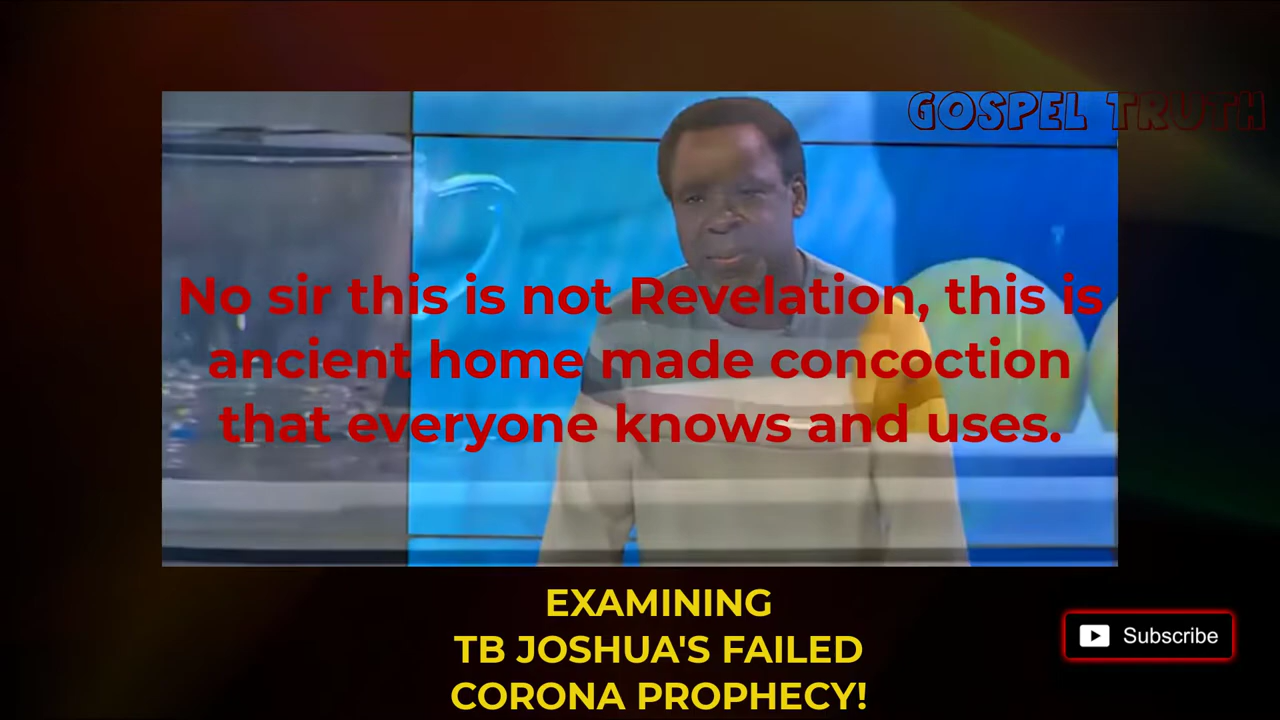 GOSPEL TRUTH
No sir this is not Revelation, this is
ancient home made concoction
that everyone knows and uses.
EXAMINING
TB JOSHUA'S FAILED
CORONA PROPHECY!
Subscribe